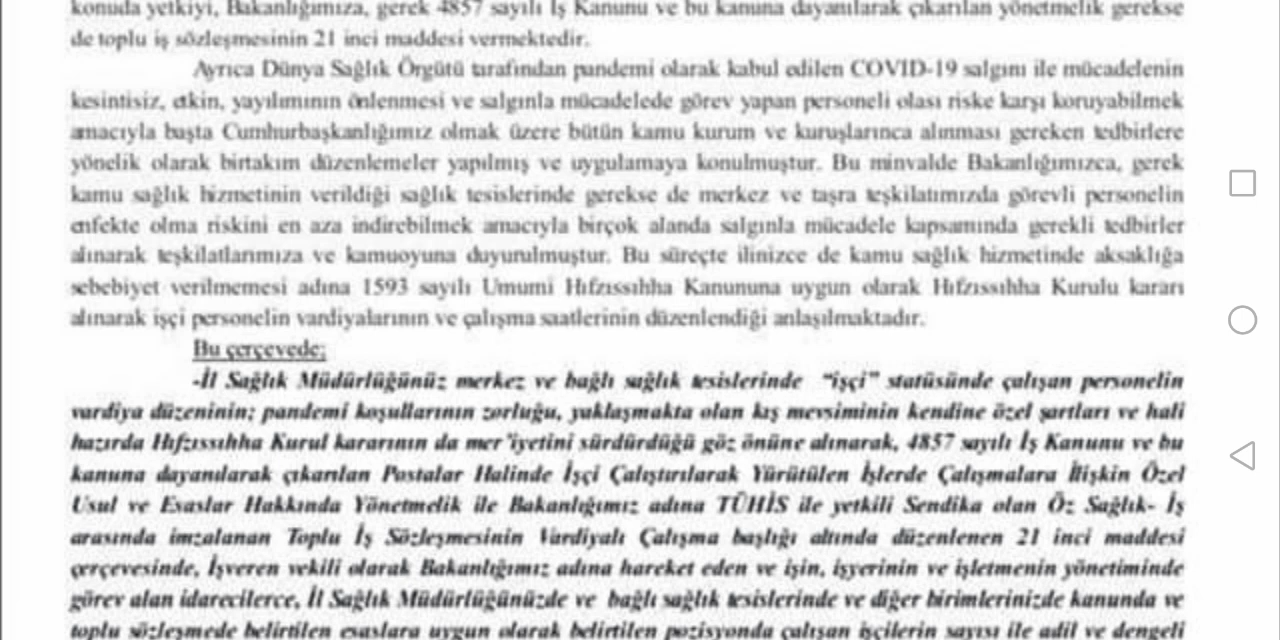 konuda yetkiyi, Bakanlığımıza, gerek 4857 sayılı İş Kanunu ve bu kanuna dayanılarak çıkarılan yönetmelik gerekse
de toplu iş sözleşmesinin 21 inci maddesi vermektedir.
Ayrıca Dünya Sağlık Örgütü tarafından pandemi olarak kabul edilen COVID-19 salgını ile mücadelenin
kesintisiz, etkin, yayılımının önlenmesi ve salgınla mücadelede görev yapan personeli olası riske karşı koruyabilmek
amacıyla başta Cumhurbaşkanlığımız olmak üzere bütün kamu kurum ve kuruşlarınca alınması gereken tedbirlere
yönelik olarak birtakım düzenlemeler yapılmış ve uygulamaya konulmuştur. Bu minvalde Bakanlığımızca, gerek
kamu sağlık hizmetinin verildiği sağlık tesislerinde gerekse de merkez ve taşra teşkilatımızda görevli personelin
enfekte olma riskini en aza indirebilmek amacıyla birçok alanda salgınla mücadele kapsamında gerekli tedbirler
alınarak teşkilatlarımıza ve kamuoyuna duyurulmuştur. Bu süreçte ilinizce de kamu sağlık hizmetinde aksaklığa
sebebiyet verilmemesi adına 1593 sayılı Umumi Hıfzıssıhha Kanununa uygun olarak Hıfzıssıhha Kurulu kararı
alınarak işçi personelin vardiyalarının ve çalışma saatlerinin düzenlendiği anlaşılmaktadır.
Bu çerçevede;
-İl Sağlık Müdürlüğünüz merkez ve bağlı sağlık tesislerinde “işçi” statüsünde çalışan personelin
vardiya düzeninin; pandemi koşullarının zorluğu, yaklaşmakta olan kış mevsiminin kendine özel şartları ve hali
hazırda Hıfzıssıhha Kurul kararının da mer'iyetini sürdürdüğü göz önüne alınarak, 4857 sayılı İş Kanunu ve bu
kanuna dayanılarak çıkarılan Postalar Halinde İşçi Çalıştırılarak Yürütülen İşlerde Çalışmalara İlişkin Özel
Usul ve Esaslar Hakkında Yönetmelik ile Bakanlığımız adına TÜHİS ile yetkili Sendika olan Öz Sağlık- İş
arasında imzalanan Toplu İş Sözleşmesinin Vardiyalı Çalışma başlığı altında düzenlenen 21 inci maddesi
çerçevesinde, İşveren vekili olarak Bakanlığımız adına hareket eden ve işin, işyerinin ve işletmenin yönetiminde
görev alan idarecilerce, İl Sağlık Müdürlüğünüzde ve bağlı sağlık tesislerinde ve diğer birimlerinizde kanunda ve
toplu sözleşmede belirtilen esaslara uygun olarak belirtilen pozisyonda çalışan işçilerin sayısı ile adil ve dengeli